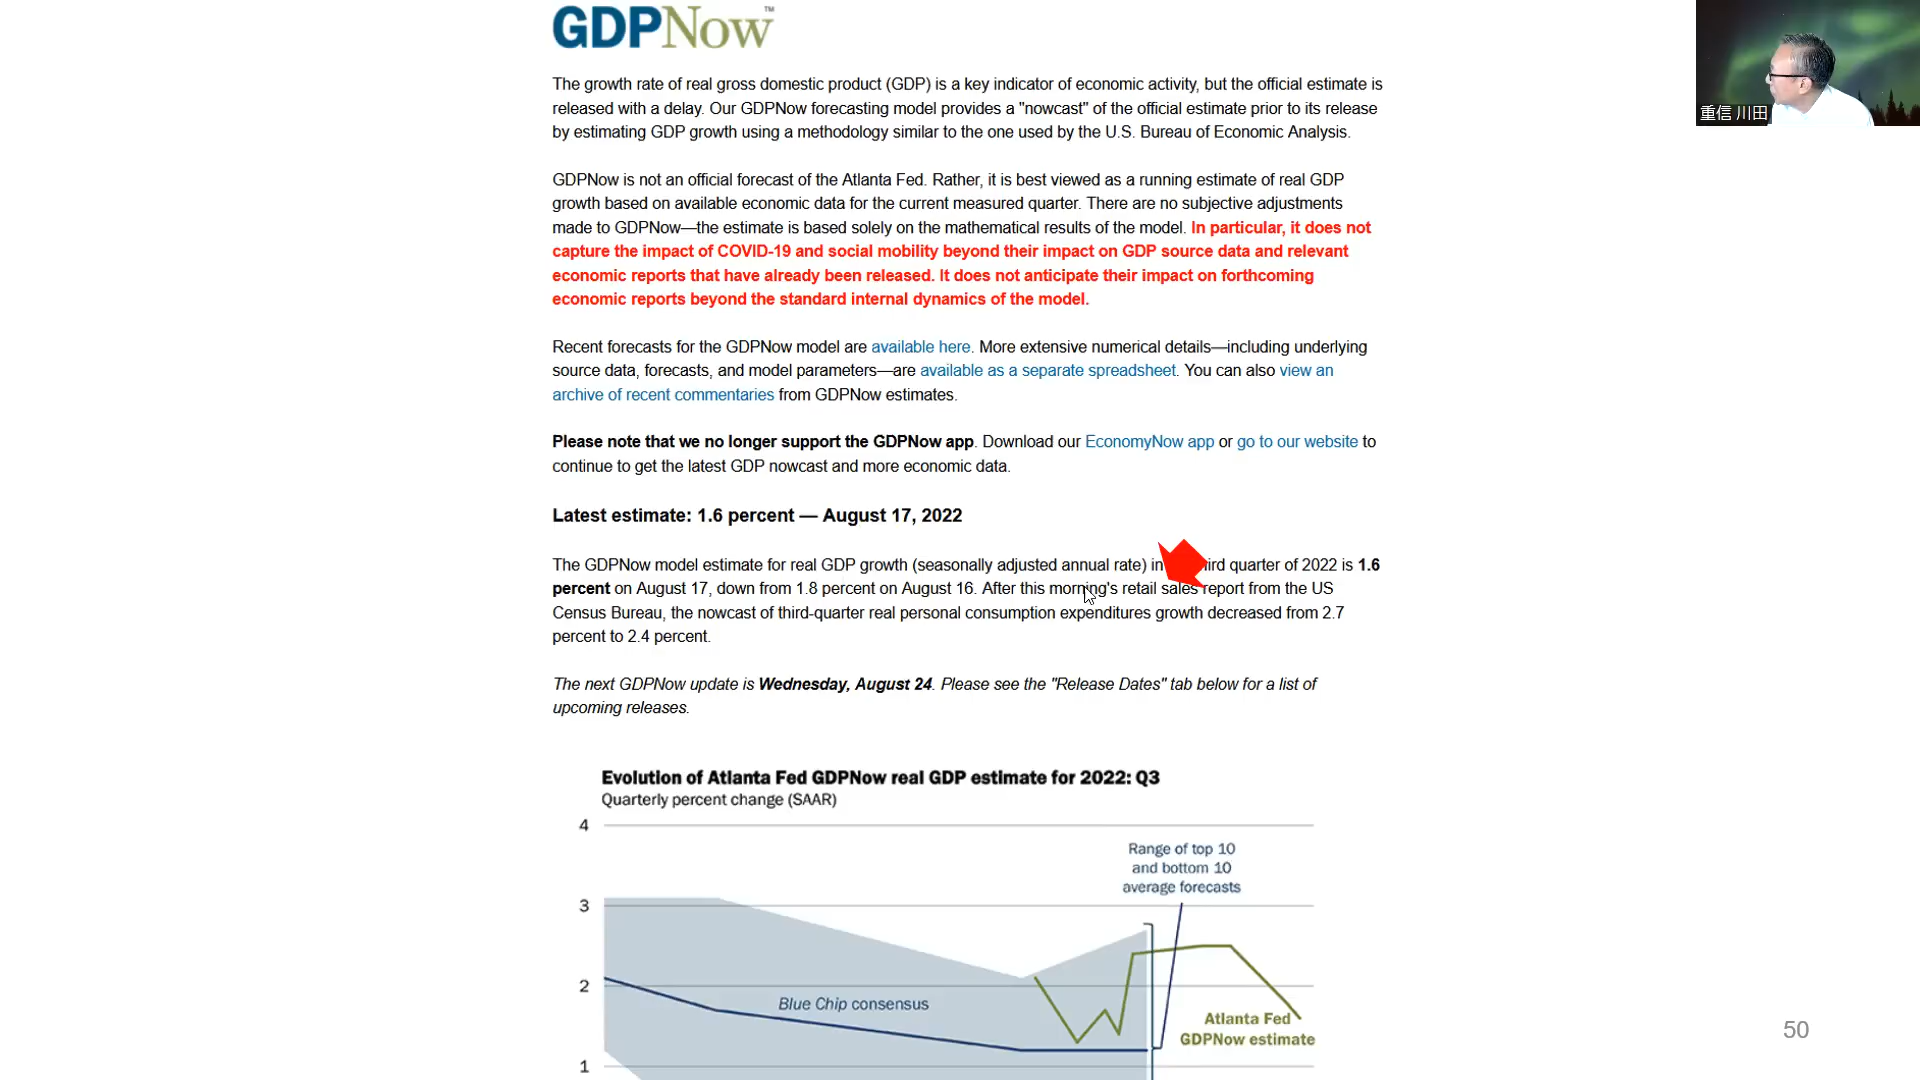 GDPNow™
重信 川田
The growth rate of real gross domestic product (GDP) is a key indicator of economic activity, but the official estimate is
released with a delay. Our GDPNow forecasting model provides a "nowcast" of the official estimate prior to its release
by estimating GDP growth using a methodology similar to the one used by the U.S. Bureau of Economic Analysis.
GDPNow is not an official forecast of the Atlanta Fed. Rather, it is best viewed as a running estimate of real GDP
growth based on available economic data for the current measured quarter. There are no subjective adjustments
made to GDPNow—the estimate is based solely on the mathematical results of the model. In particular, it does not
capture the impact of COVID-19 and social mobility beyond their impact on GDP source data and relevant
economic reports that have already been released. It does not anticipate their impact on forthcoming
economic reports beyond the standard internal dynamics of the model.
Recent forecasts for the GDPNow model are available here. More extensive numerical details—including underlying
source data, forecasts, and model parameters—are available as a separate spreadsheet. You can also view an
archive of recent commentaries from GDPNow estimates.
Please note that we no longer support the GDPNow app. Download our EconomyNow app or go to our website to
continue to get the latest GDP nowcast and more economic data.
Latest estimate: 1.6 percent — August 17, 2022
The GDPNow model estimate for real GDP growth (seasonally adjusted annual rate) in ird quarter of 2022 is 1.6
percent on August 17, down from 1.8 percent on August 16. After this morning's retail sales report from the US
Census Bureau, the nowcast of third-quarter real personal consumption expenditures growth decreased from 2.7
percent to 2.4 percent.
The next GDPNow update is Wednesday, August 24. Please see the "Release Dates" tab below for a list of
upcoming releases.
Evolution of Atlanta Fed GDPNow real GDP estimate for 2022: Q3
Quarterly percent change (SAAR)
4
Range of top 10
and bottom 10
average forecasts
3
2
Blue Chip consensus
Atlanta Fed
GDPNow estimate
1
50